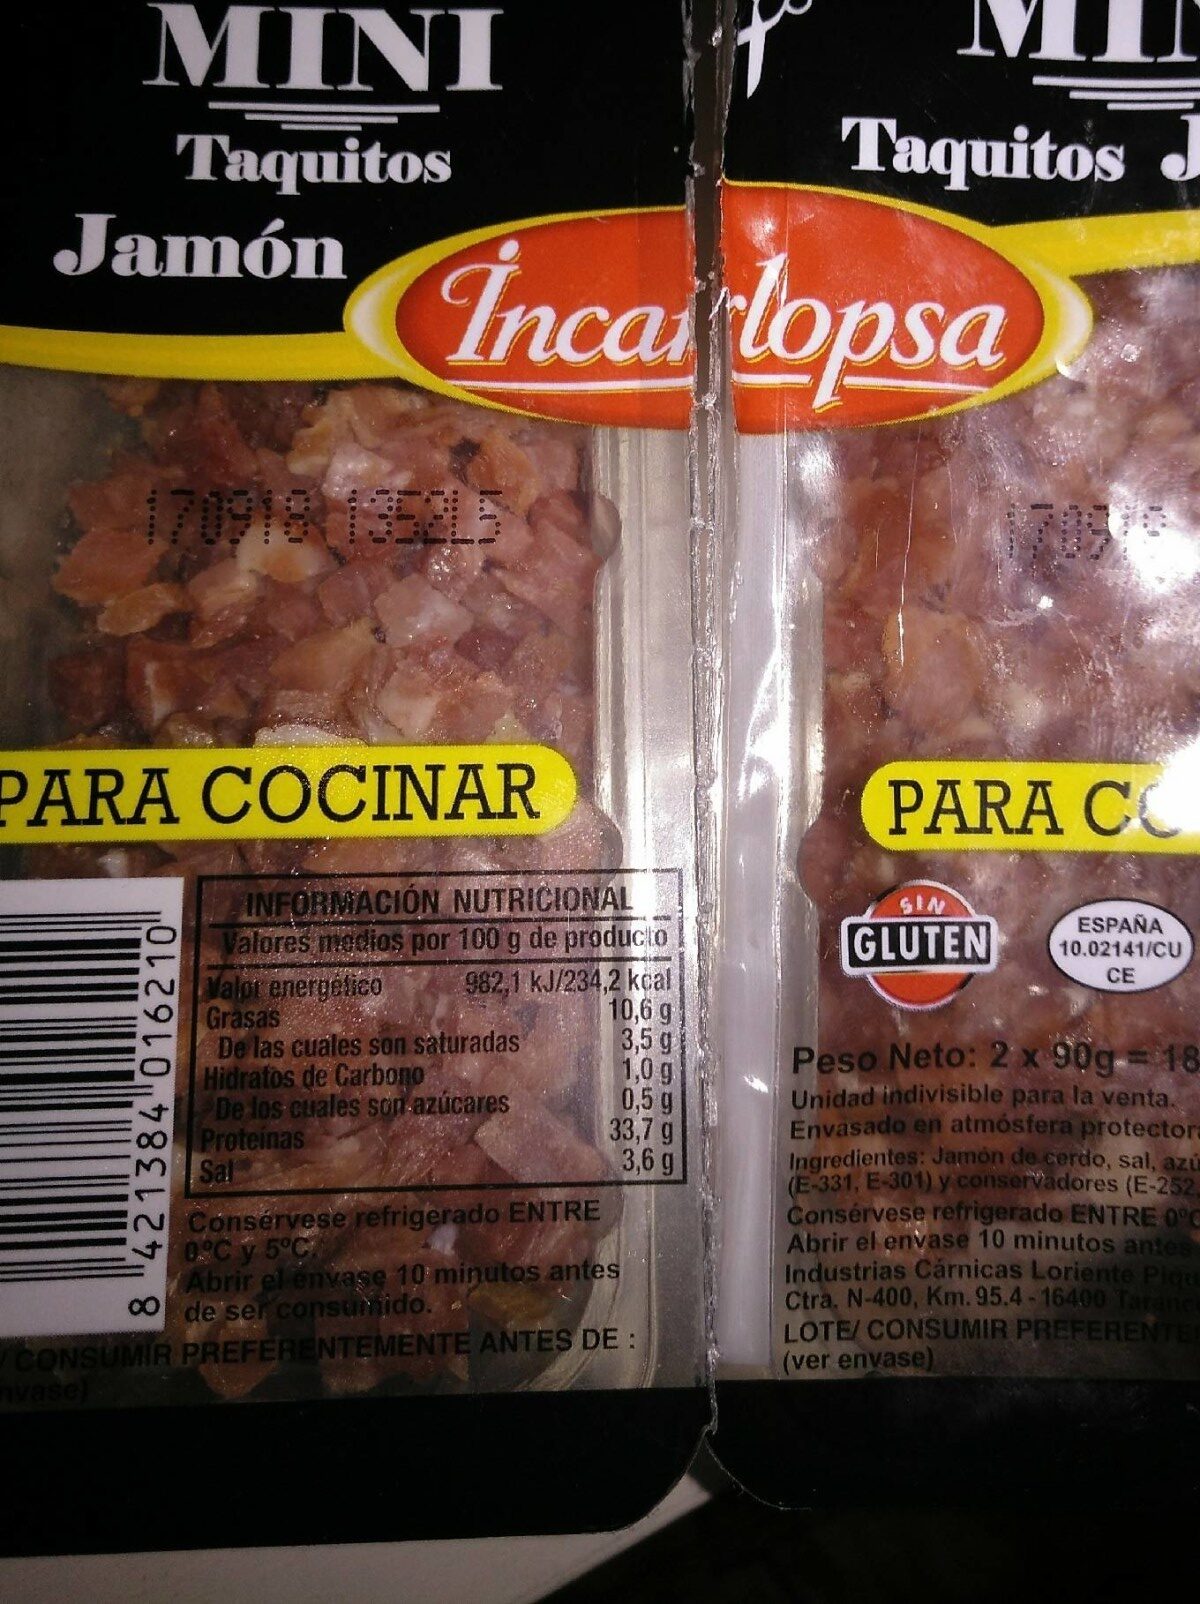 MINI
Taquitos
Jamón
Incarlopsa
170918 1352L5
PARA COCINAR
8 421384 016210
INFORMACIÓN NUTRICIONAL
Valores medios por 100 g de producto
Valor energético 982,1 kJ/234,2 kcal
Grasas 10,6 g
De las cuales son saturadas 3,5 g
Hidratos de Carbono 1,0 g
De los cuales son azúcares 0,5 g
Proteínas 33,7 g
Sal 3,6 g
Consérvese refrigerado ENTRE
0°C y 5°C.
Abrir el envase 10 minutos antes
de ser consumido.
/ CONSUMIR PREFERENTEMENTE ANTES DE :
Taquitos J
PARA
SIN
GLUTEN
ESPAÑA
10.02141/CU
CE
Peso Neto: 2 x 90g = 18
Unidad indivisible para la venta.
Envasado en atmósfera
Ingredientes: Jamón de cerdo, sal,
(E-331, E-301) y conservadores (E-252,
Consérvese refrigerado ENTRE 0°C
Abrir el envase 10 minutos antes
Industrias Cárnicas Loriente
Ctra. N-400, Km. 95.4 - 16400
LOTE/ CONSUMIR
(ver envase)